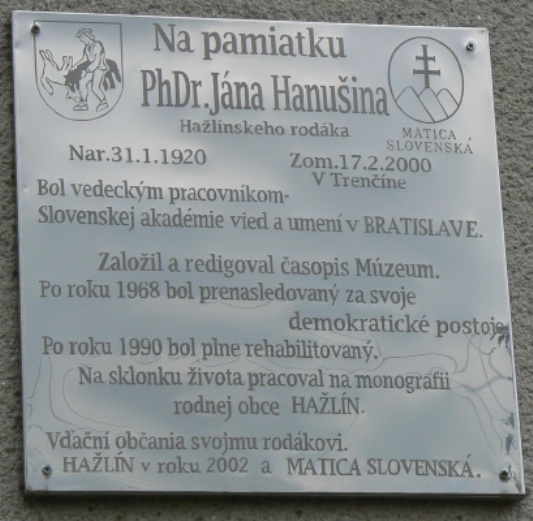 Na pamiatku
PhDr.Jána Hanušina
Hažlínskeho rodáka
MATICA
SLOVENSKÁ
Nar.31.1.1920 Zom.17.2.2000
V Trenčíne
Bol vedeckým pracovníkom-
Slovenskej akadémie vied a umení v BRATISLAVE.
Založil a redigoval časopis Múzeum.
Po roku 1968 bol prenasledovaný za svoje
demokratické postoje
Po roku 1990 bol plne rehabilitovaný.
Na sklonku života pracoval na monografii
rodnej obce HAŽLÍN.
Vďační občania svojmu rodákovi.
HAŽLÍN v roku 2002 a MATICA SLOVENSKÁ.